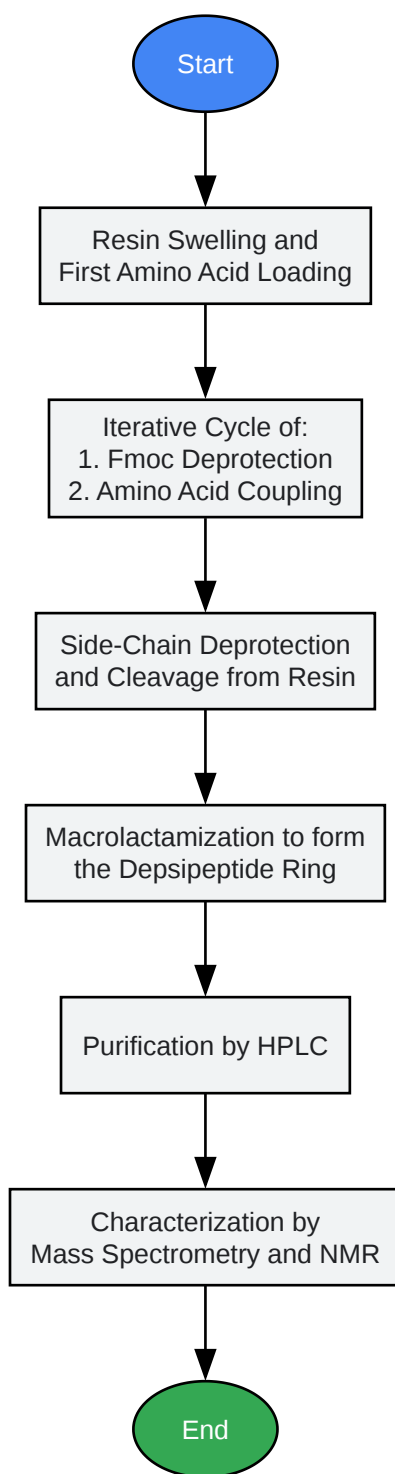 Start
Resin Swelling and
First Amino Acid Loading
Iterative Cycle of:
1. Fmoc Deprotection
2. Amino Acid Coupling
Side-Chain Deprotection
and Cleavage from Resin
Macrolactamization to form
the Depsipeptide Ring
Purification by HPLC
Characterization by
Mass Spectrometry and NMR
End